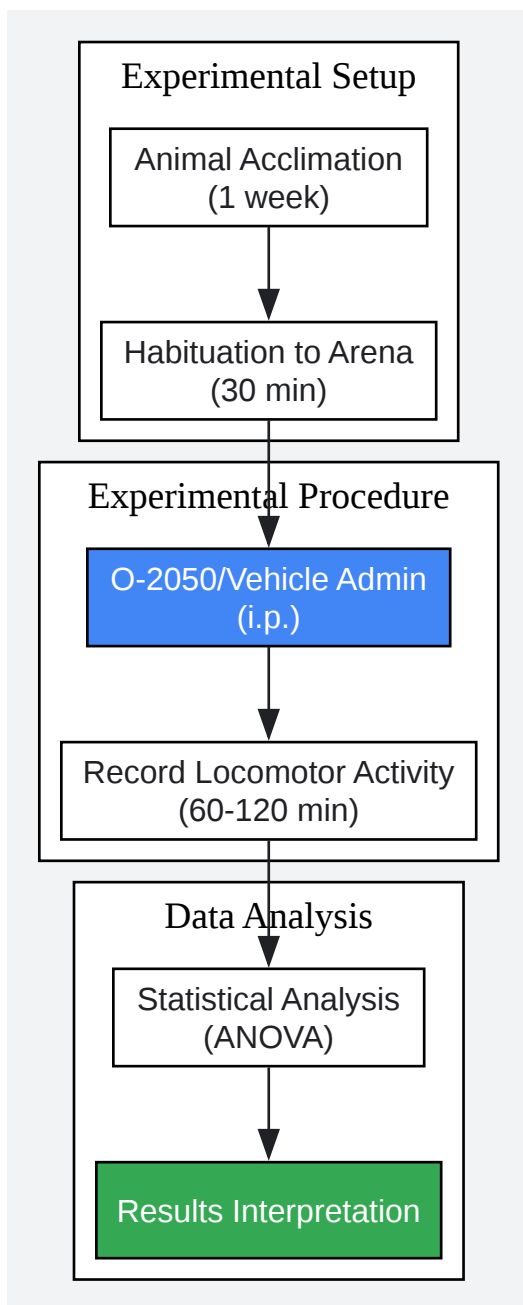 Experimental Setup
Animal Acclimation
(1 week)
Habituation to Arena
(30 min)
Experimental Procedure
O-2050/Vehicle Admin
(i.p.)
Record Locomotor Activity
(60-120 min)
Data Analysis
Statistical Analysis
(ANOVA)
Results Interpretation